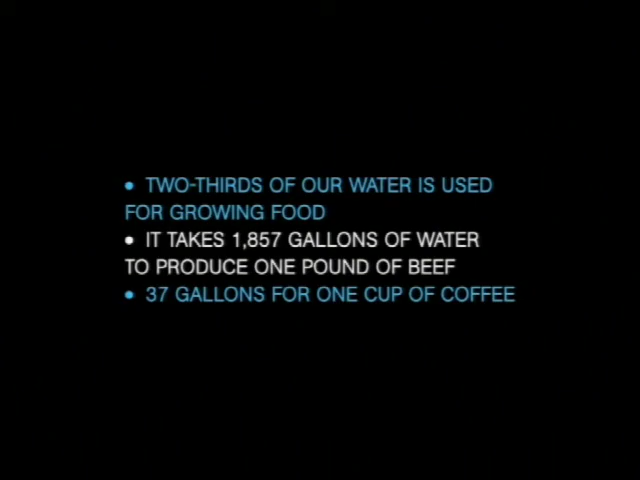 • TWO-THIRDS OF OUR WATER IS USED
FOR GROWING FOOD
• IT TAKES 1,857 GALLONS OF WATER
TO PRODUCE ONE POUND OF BEEF
• 37 GALLONS FOR ONE CUP OF COFFEE